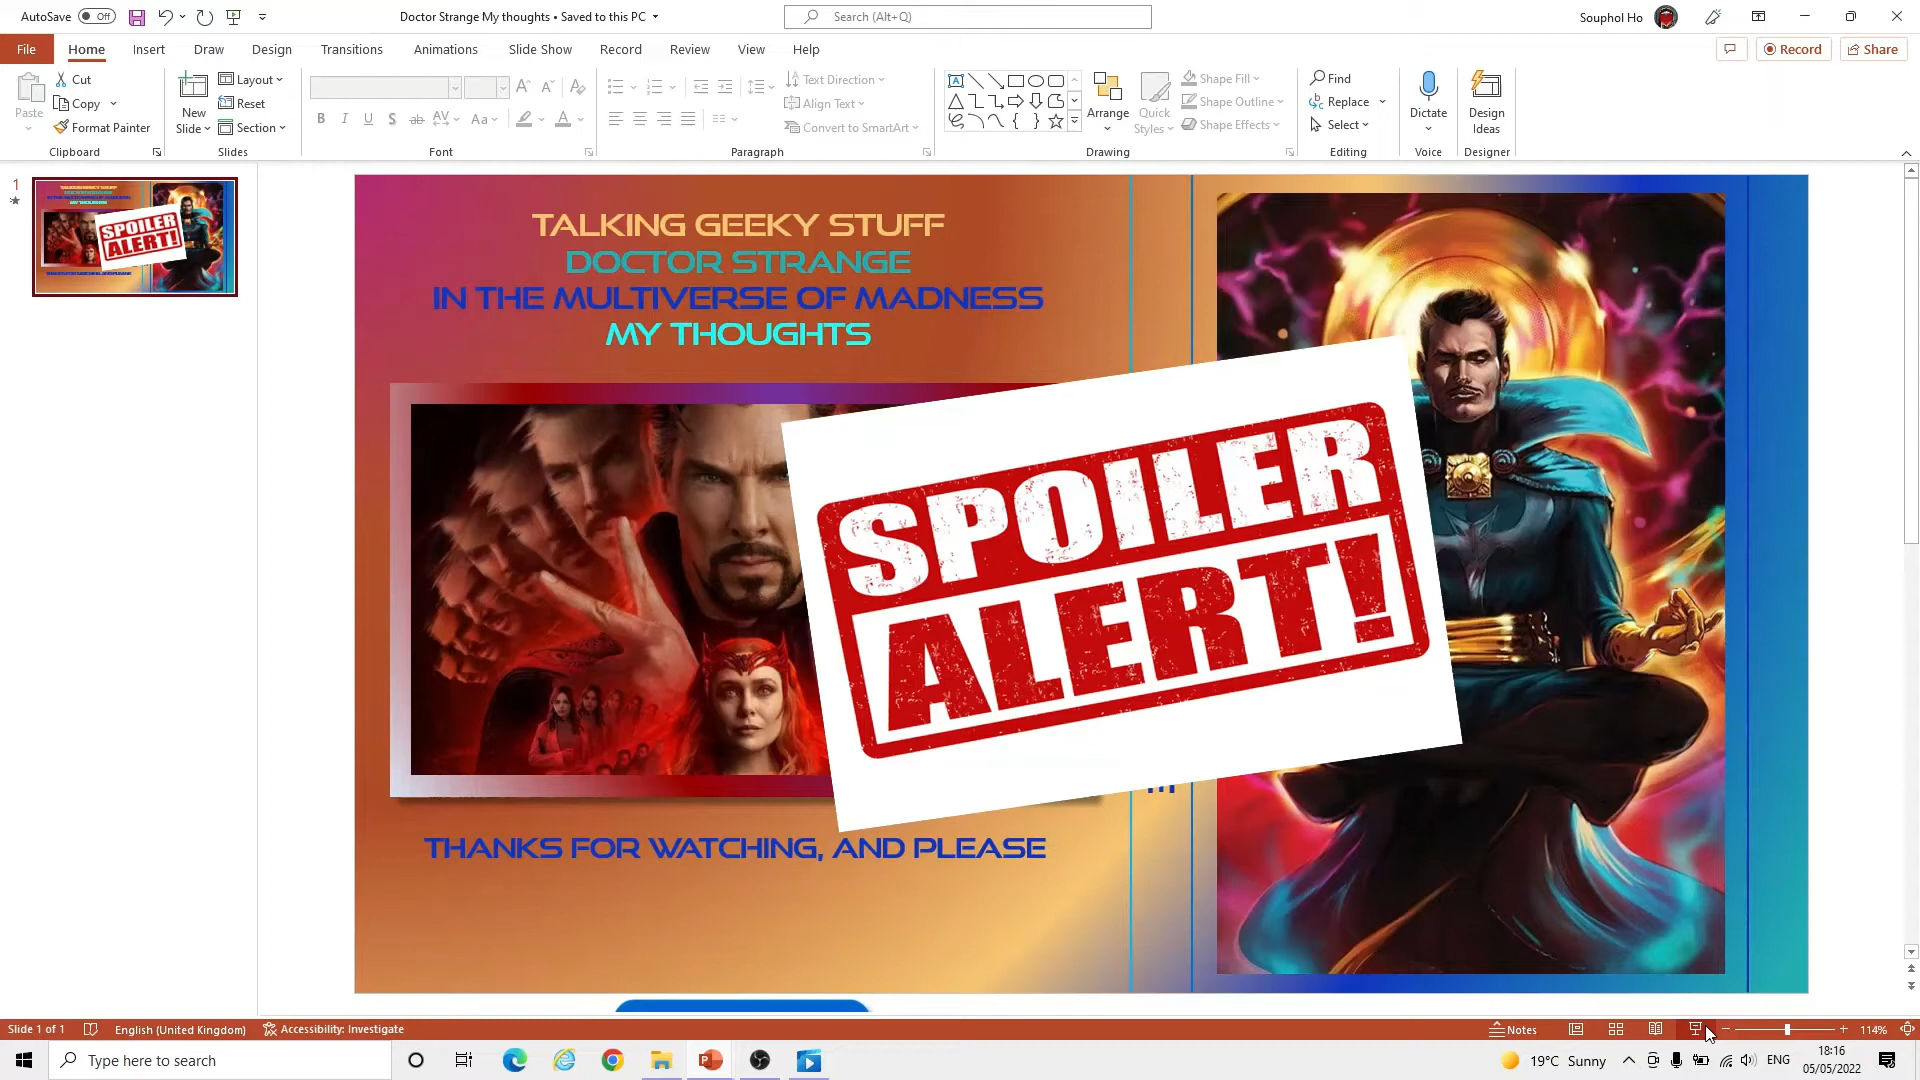 AutoSave Off
Doctor Strange My thoughts • Saved to this PC
Search (Alt+Q)
Souphol Ho
File Home Insert Draw Design Transitions Animations Slide Show Record Review View Help
Record Share
Paste
Cut
Copy
Format Painter
Clipboard
New
Slide
Layout
Reset
Section
Slides
B I U S ab AV Aa A
Font
Text Direction
Align Text
Convert to SmartArt
Paragraph
Arrange
Quick
Styles
Shape Fill
Shape Outline
Shape Effects
Drawing
Find
Replace
Select
Editing
Dictate
Voice
Design
Ideas
Designer
1
SPOILER
ALERT!
TALKING GEEKY STUFF
DOCTOR STRANGE
IN THE MULTIVERSE OF MADNESS
MY THOUGHTS
SPOILER
ALERT!
THANKS FOR WATCHING, AND PLEASE
Slide 1 of 1 English (United Kingdom) Accessibility: Investigate Notes 114%
Type here to search
19°C Sunny
ENG
18:16
05/05/2022